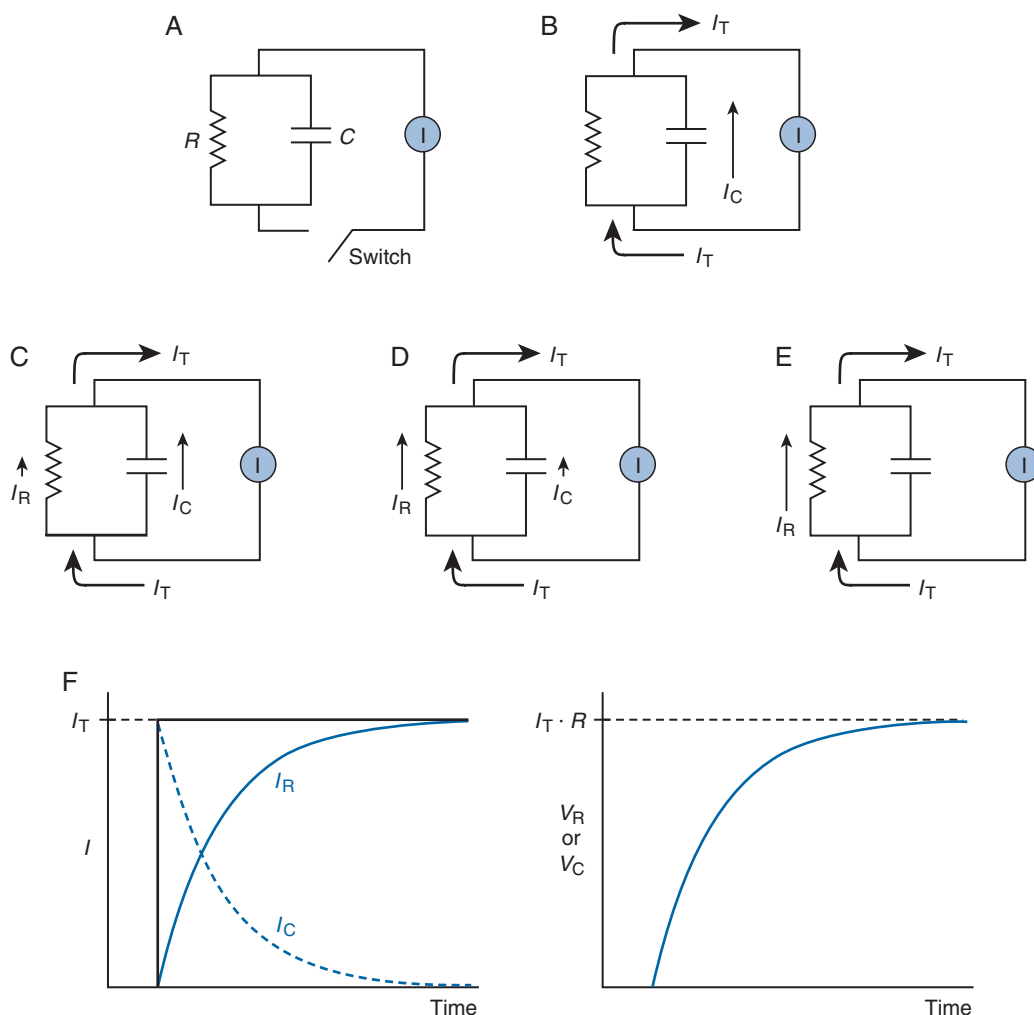 A
R
C
I
Switch
B
I_T
I_C
I
I_T
C
I_T
I_R
I_C
I
I_T
D
I_T
I_R
I_C
I
I_T
E
I_T
I_R
I
I_T
F
I_T
I
I_R
I_C
Time
I_T · R
V_R
or
V_C
Time